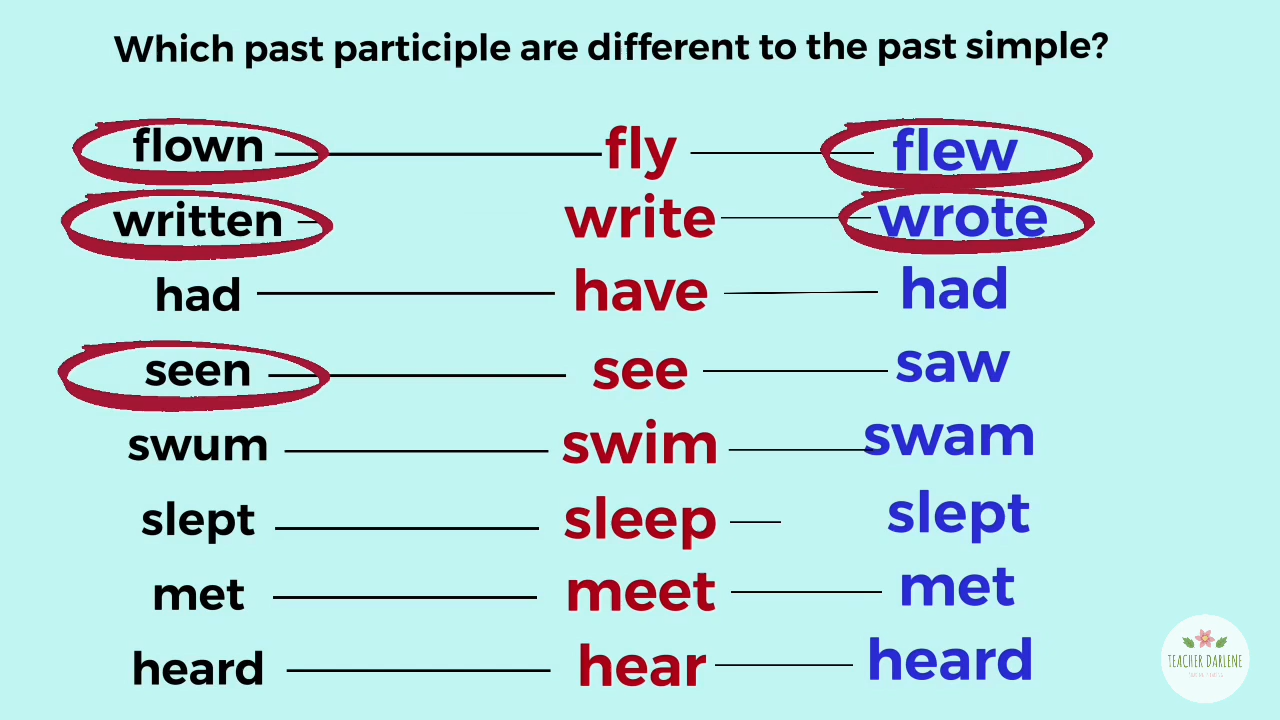 Which past participle are different to the past simple?
flown fly flew
written write wrote
had have had
seen see saw
swum swim swam
slept sleep slept
met meet met
heard hear heard
TEACHER DARLENE